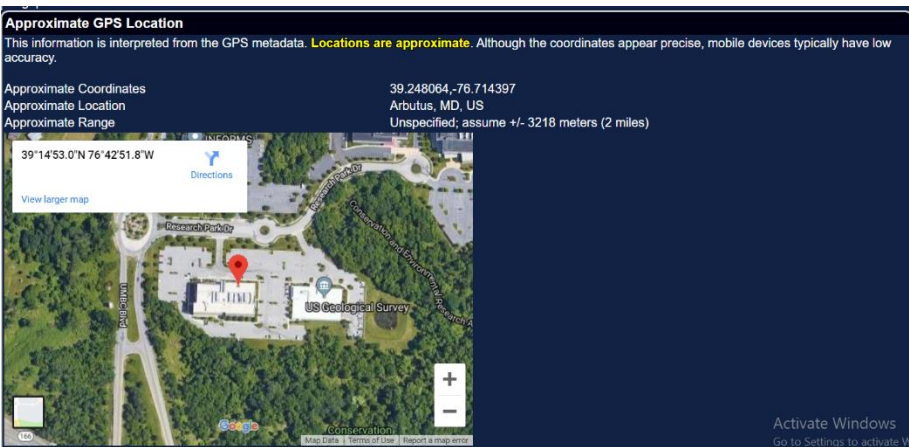 Approximate GPS Location
This information is interpreted from the GPS metadata. Locations are approximate. Although the coordinates appear precise, mobile devices typically have low
accuracy.
Approximate Coordinates 39.248064,-76.714397
Approximate Location Arbutus, MD, US
Approximate Range Unspecified; assume +/- 3218 meters (2 miles)
INFORMS
39°14'53.0"N 76°42'51.8"W
Directions
View larger map
Research Park Dr
Research Park Dr
Conservation and Environmental Research A
UMBC Blvd
US Geological Survey
166
Google
Conservation
Map Data Terms of Use Report a map error
Activate Windows
Go to Settings to activate W